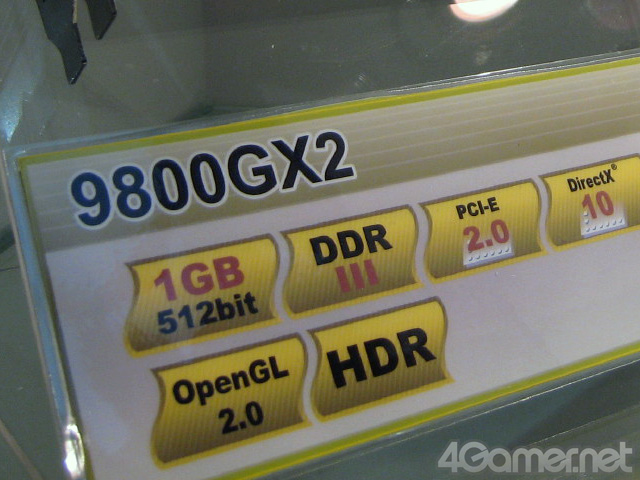 9800GX2
1GB
512bit
DDR
III
PCI-E
2.0
DirectX®
10
OpenGL
2.0
HDR
4Gamer.net